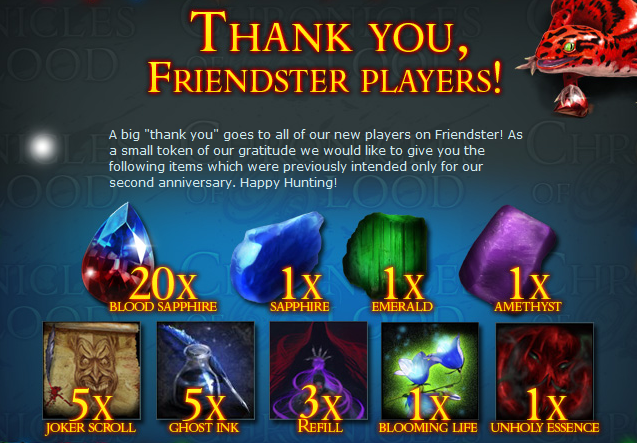 THANK YOU,
FRIENDSTER PLAYERS!
A big "thank you" goes to all of our new players on Friendster! As
a small token of our gratitude we would like to give you the
following items which were previously intended only for our
second anniversary. Happy Hunting!
20X 1X 1X 1X
BLOOD SAPPHIRE SAPPHIRE EMERALD AMETHYST
5X 5X 3X 1X 1X
JOKER SCROLL GHOST INK REFILL BLOOMING LIFE UNHOLY ESSENCE